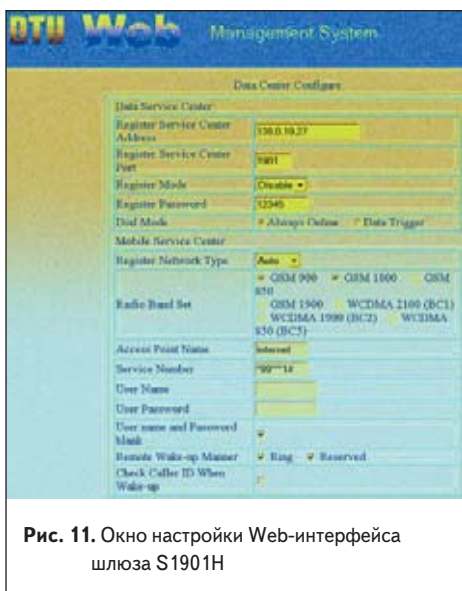 DTU Web Management System
Data Center Configure
Data Service Center
Register Service Center
Address
Register Service Center
Port
1901
Register Mode
Disable
Register Password
12345
Dial Mode
Always Online Data Trigger
Mobile Service Center
Register Network Type
Auto
Radio Band Set
GSM 900 GSM 1800 GSM
850
GSM 1900 WCDMA 2100 (BC1)
WCDMA 1900 (BC2) WCDMA
850 (BC5)
Access Point Name
internet
Service Number
User Name
User Password
User name and Password
blank
Remote Wake-up Manner
Ring Reserved
Check Caller ID When
Wake-up
Рис. 11. Окно настройки Web-интерфейса
шлюза S1901H